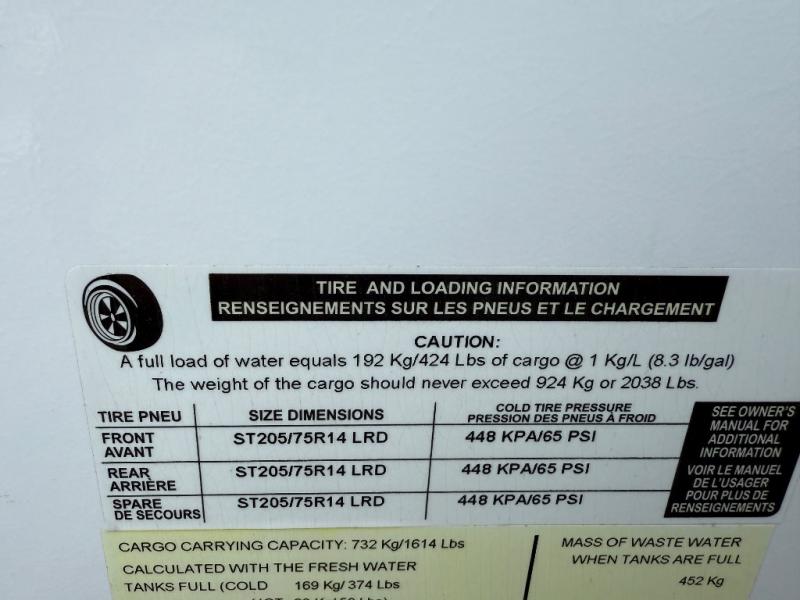 TIRE AND LOADING INFORMATION
RENSEIGNEMENTS SUR LES PNEUS ET LE CHARGEMENT
CAUTION:
A full load of water equals 192 Kg/424 Lbs of cargo @ 1 Kg/L (8.3 lb/gal)
The weight of the cargo should never exceed 924 Kg or 2038 Lbs.
TIRE PNEU SIZE DIMENSIONS COLD TIRE PRESSURE
PRESSION DES PNEUS À FROID
FRONT ST205/75R14 LRD 448 KPA/65 PSI
AVANT
REAR ST205/75R14 LRD 448 KPA/65 PSI
ARRIÈRE
SPARE ST205/75R14 LRD 448 KPA/65 PSI
DE SECOURS
SEE OWNER'S
MANUAL FOR
ADDITIONAL
INFORMATION
VOIR LE MANUEL
DE L'USAGER
POUR PLUS DE
RENSEIGNEMENTS
CARGO CARRYING CAPACITY: 732 Kg/1614 Lbs
CALCULATED WITH THE FRESH WATER
TANKS FULL (COLD 169 Kg/ 374 Lbs
MASS OF WASTE WATER
WHEN TANKS ARE FULL
452 Kg